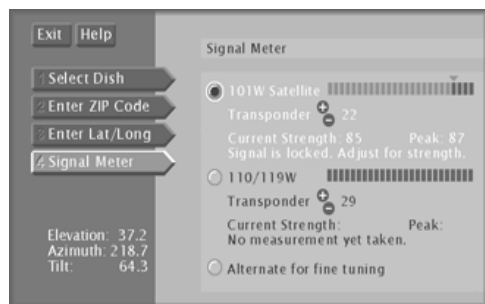 Exit Help
Signal Meter
1 Select Dish
2 Enter ZIP Code
3 Enter Lat/Long
4 Signal Meter
Elevation: 37.2
Azimuth: 218.7
Tilt: 64.3
101W Satellite
Transponder 22
Current Strength: 85 Peak: 87
Signal is locked. Adjust for strength.
110/119W
Transponder 29
Current Strength: Peak:
No measurement yet taken.
Alternate for fine tuning